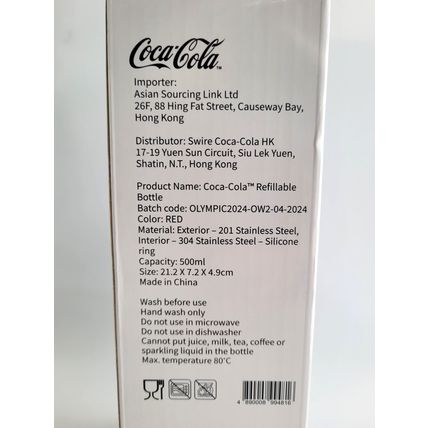 Coca-Cola™
Importer:
Asian Sourcing Link Ltd
26F, 88 Hing Fat Street, Causeway Bay,
Hong Kong
Distributor: Swire Coca-Cola HK
17-19 Yuen Sun Circuit, Siu Lek Yuen,
Shatin, N.T., Hong Kong
Product Name: Coca-Cola™ Refillable
Bottle
Batch code: OLYMPIC2024-OW2-04-2024
Color: RED
Material: Exterior – 201 Stainless Steel,
Interior – 304 Stainless Steel – Silicone
ring
Capacity: 500ml
Size: 21.2 X 7.2 X 4.9cm
Made in China
Wash before use
Hand wash only
Do not use in microwave
Do not use in dishwasher
Cannot put juice, milk, tea, coffee or
sparkling liquid in the bottle
Max. temperature 80°C
4 890008 994816